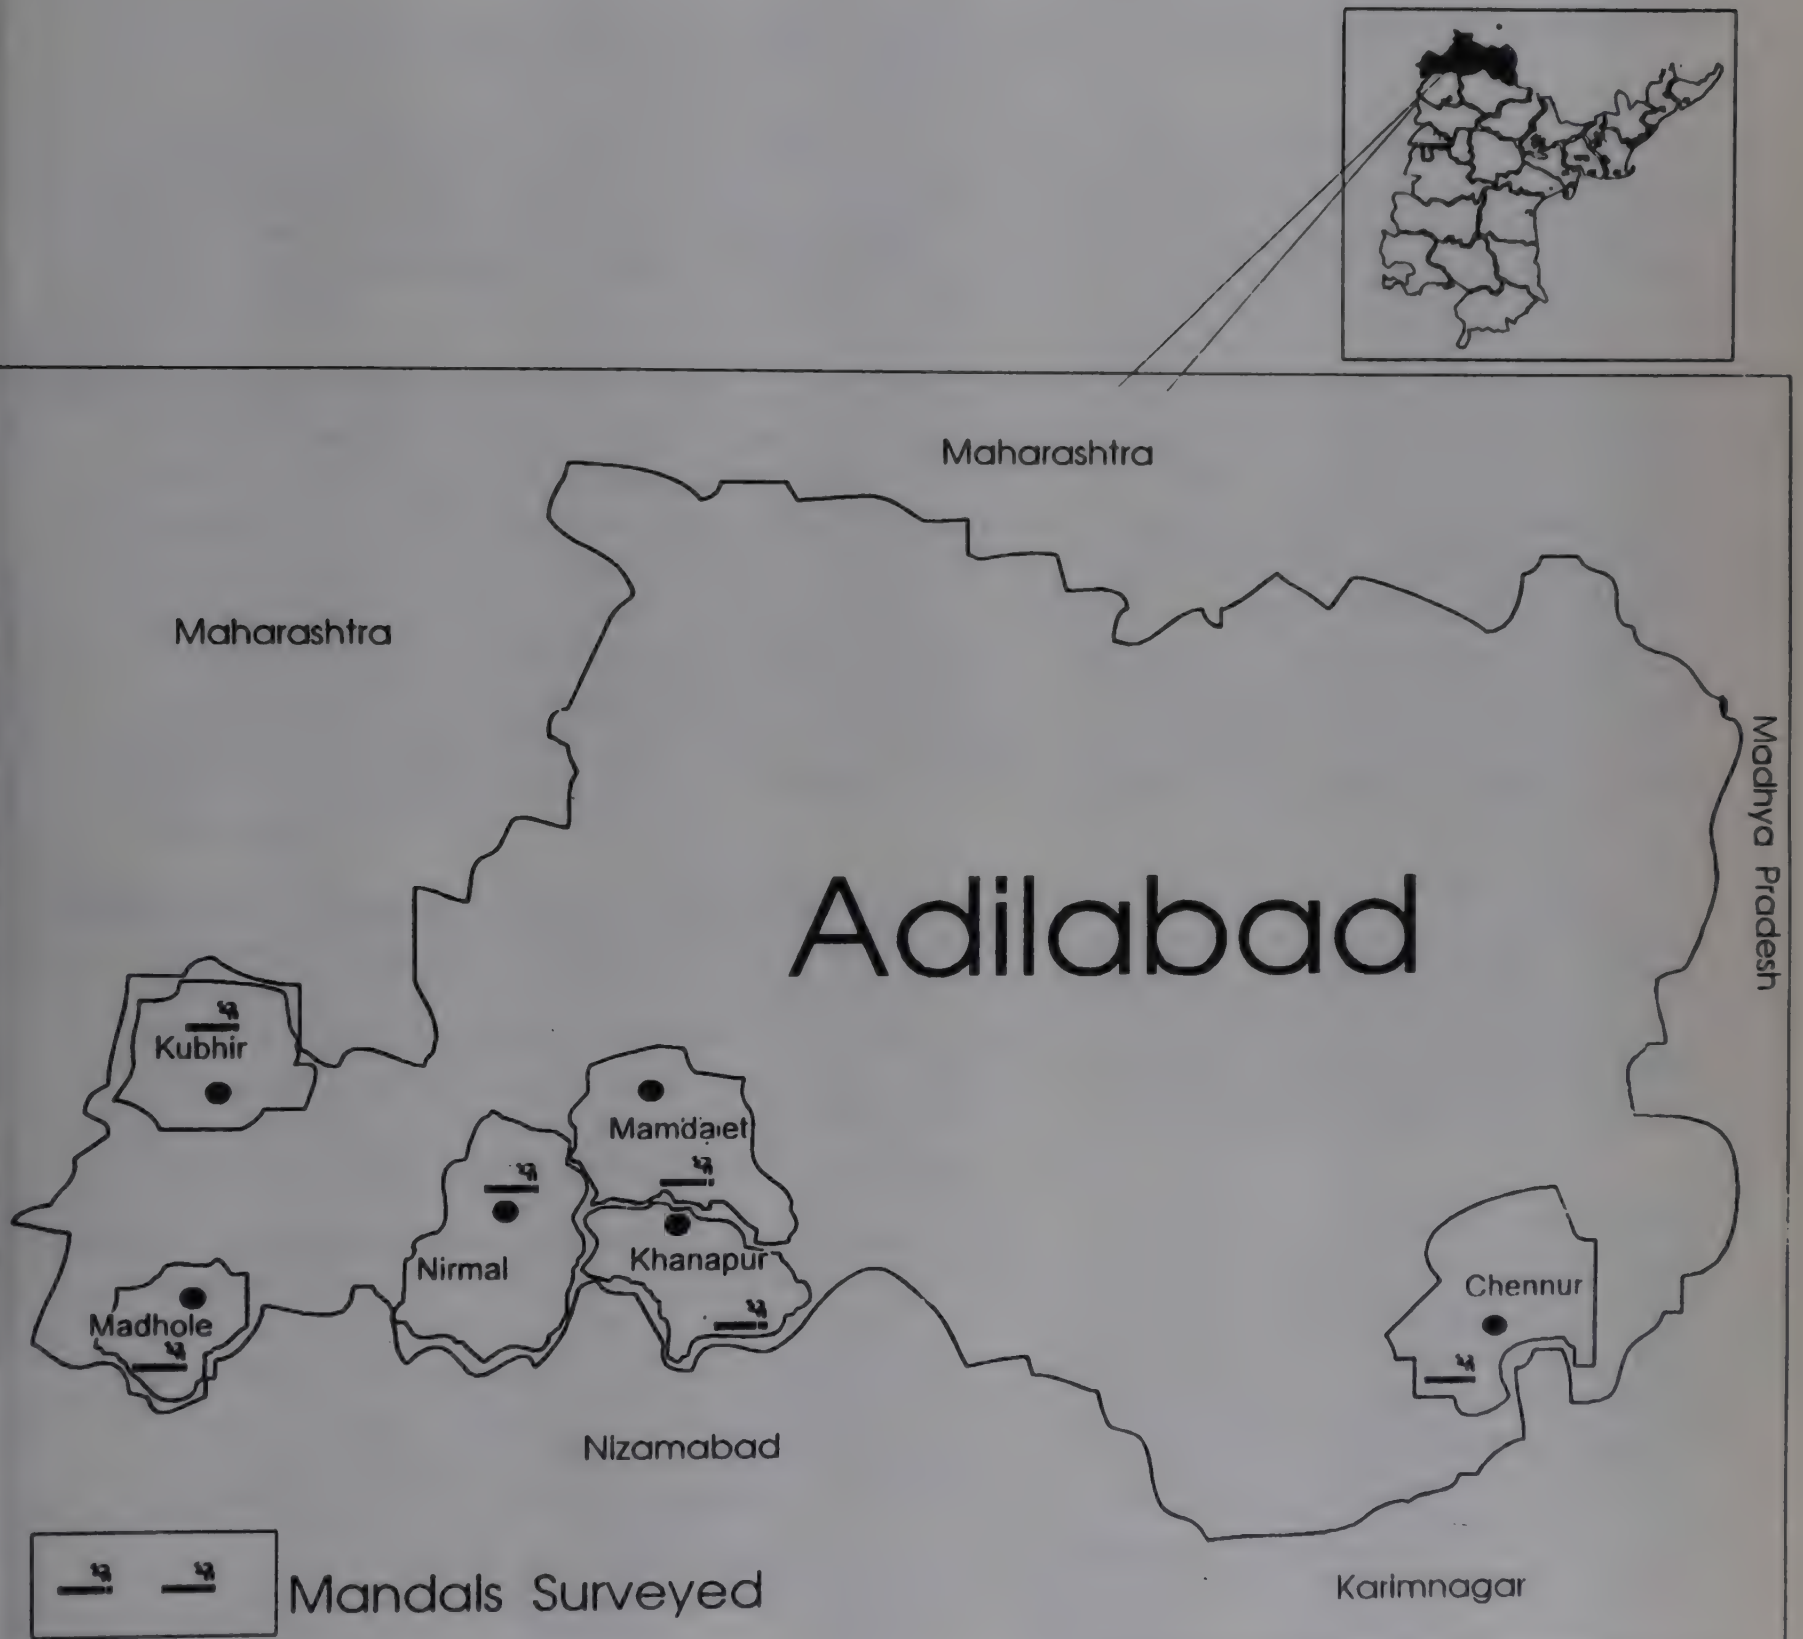 Maharashtra
Maharashtra
Madhya Pradesh
Adilabad
Kubhir
Mamdaiet
Nirmal
Khanapur
Madhole
Chennur
Nizamabad
Mandals Surveyed
Karimnagar